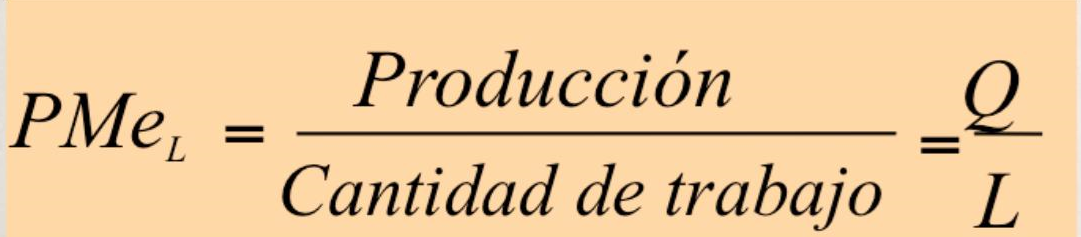 PMe_L = Producción / Cantidad de trabajo = Q / L